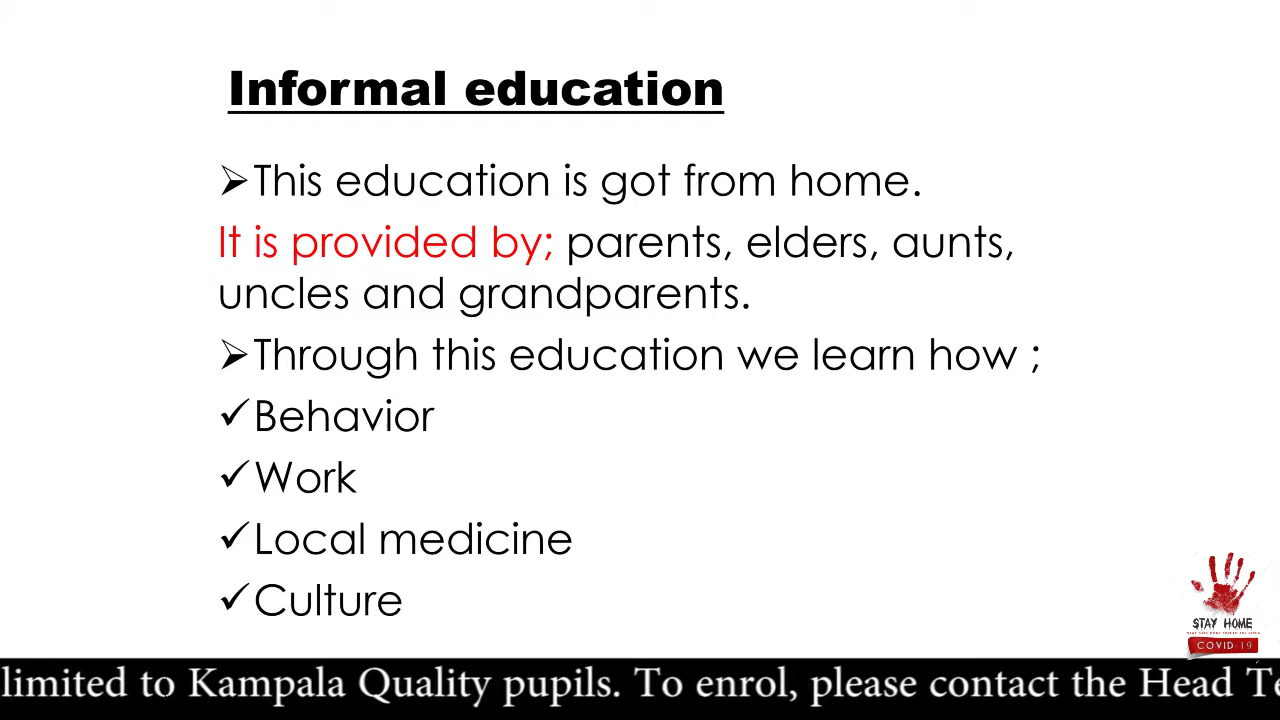 Informal education
➢This education is got from home.
It is provided by; parents, elders, aunts,
uncles and grandparents.
➢Through this education we learn how ;
✓Behavior
✓Work
✓Local medicine
✓Culture
STAY HOME
COVID-19
limited to Kampala Quality pupils. To enrol, please contact the Head Te